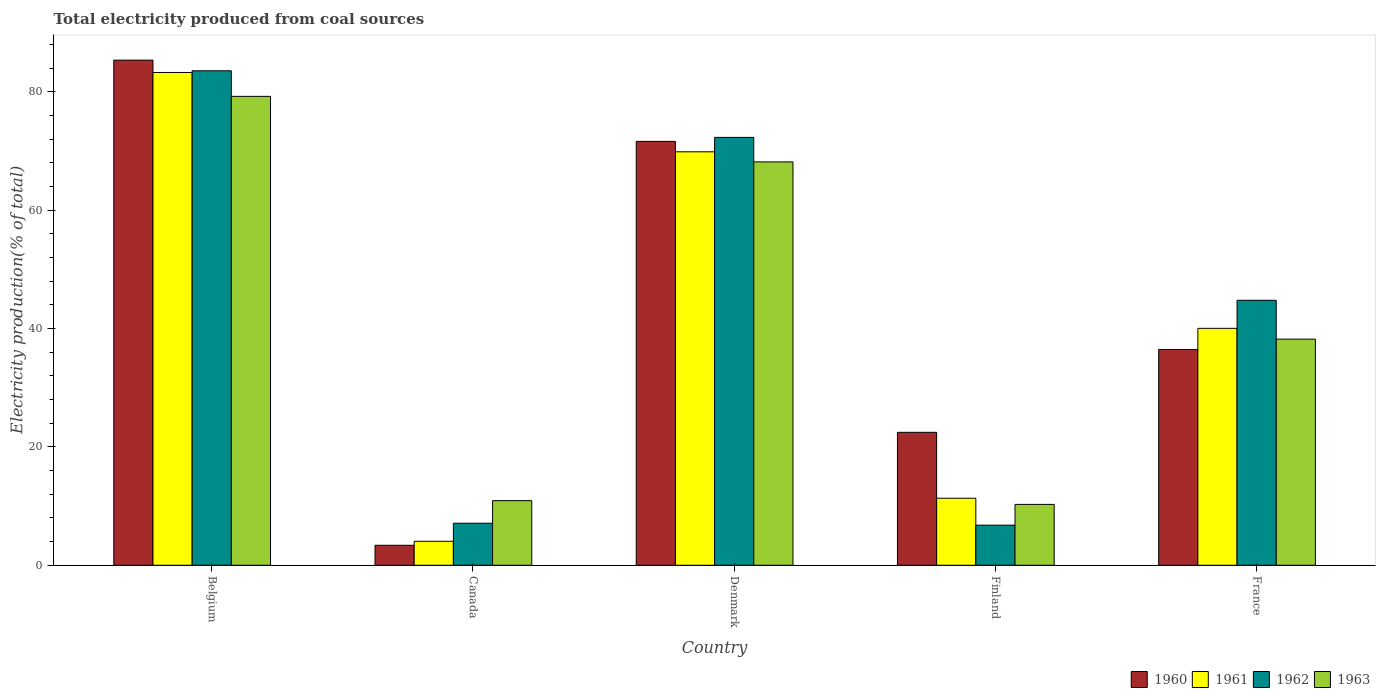 Total electricity produced from coal sources
Electricity production(% of total)
80
60
40
20
0
Belgium
Canada
Denmark
Finland
France
Country
1960
1961
1962
1963